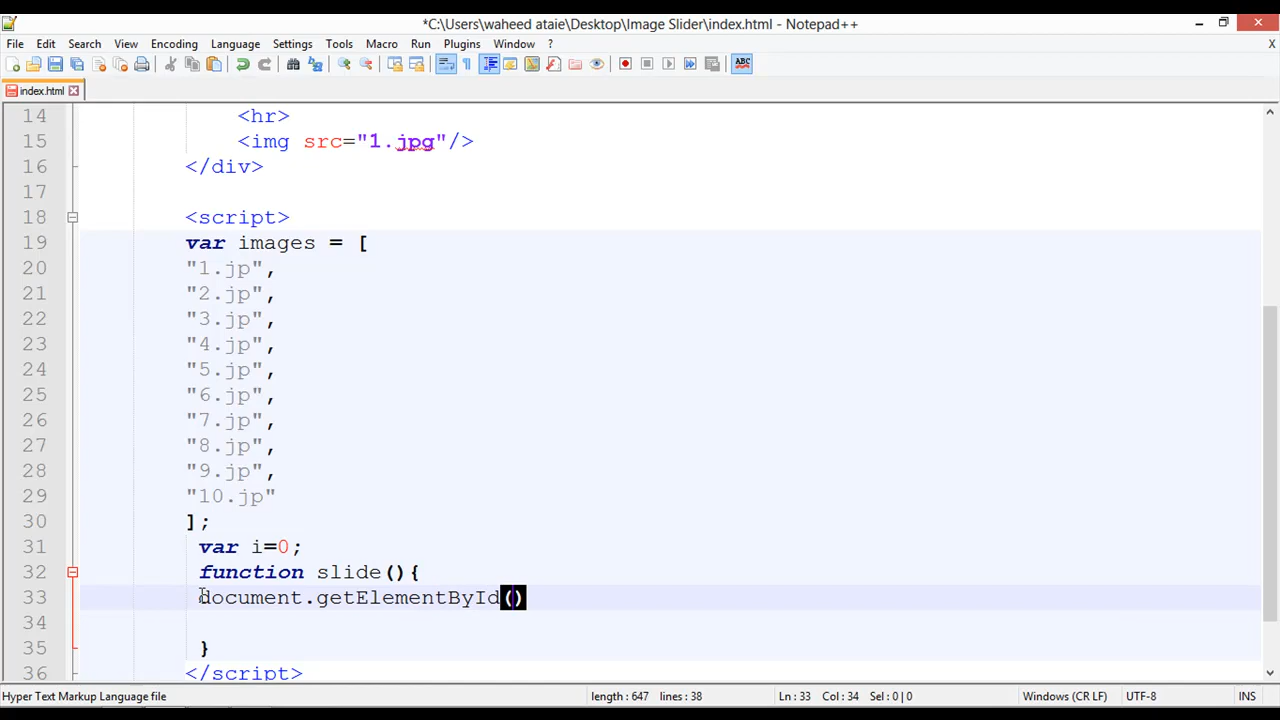 *C:\Users\waheed ataie\Desktop\Image Slider\index.html - Notepad++
File Edit Search View Encoding Language Settings Tools Macro Run Plugins Window ? X
ABC
index.html
14 <hr>
15 <img src="1.jpg"/>
16 </div>
17
18 <script>
19 var images = [
20 "1.jp",
21 "2.jp",
22 "3.jp",
23 "4.jp",
24 "5.jp",
25 "6.jp",
26 "7.jp",
27 "8.jp",
28 "9.jp",
29 "10.jp"
30 ];
31 var i=0;
32 function slide(){
33 document.getElementById()
34
35 }
36 </script>
Hyper Text Markup Language file length : 647 lines : 38 Ln : 33 Col : 34 Sel : 0 | 0 Windows (CR LF) UTF-8 INS